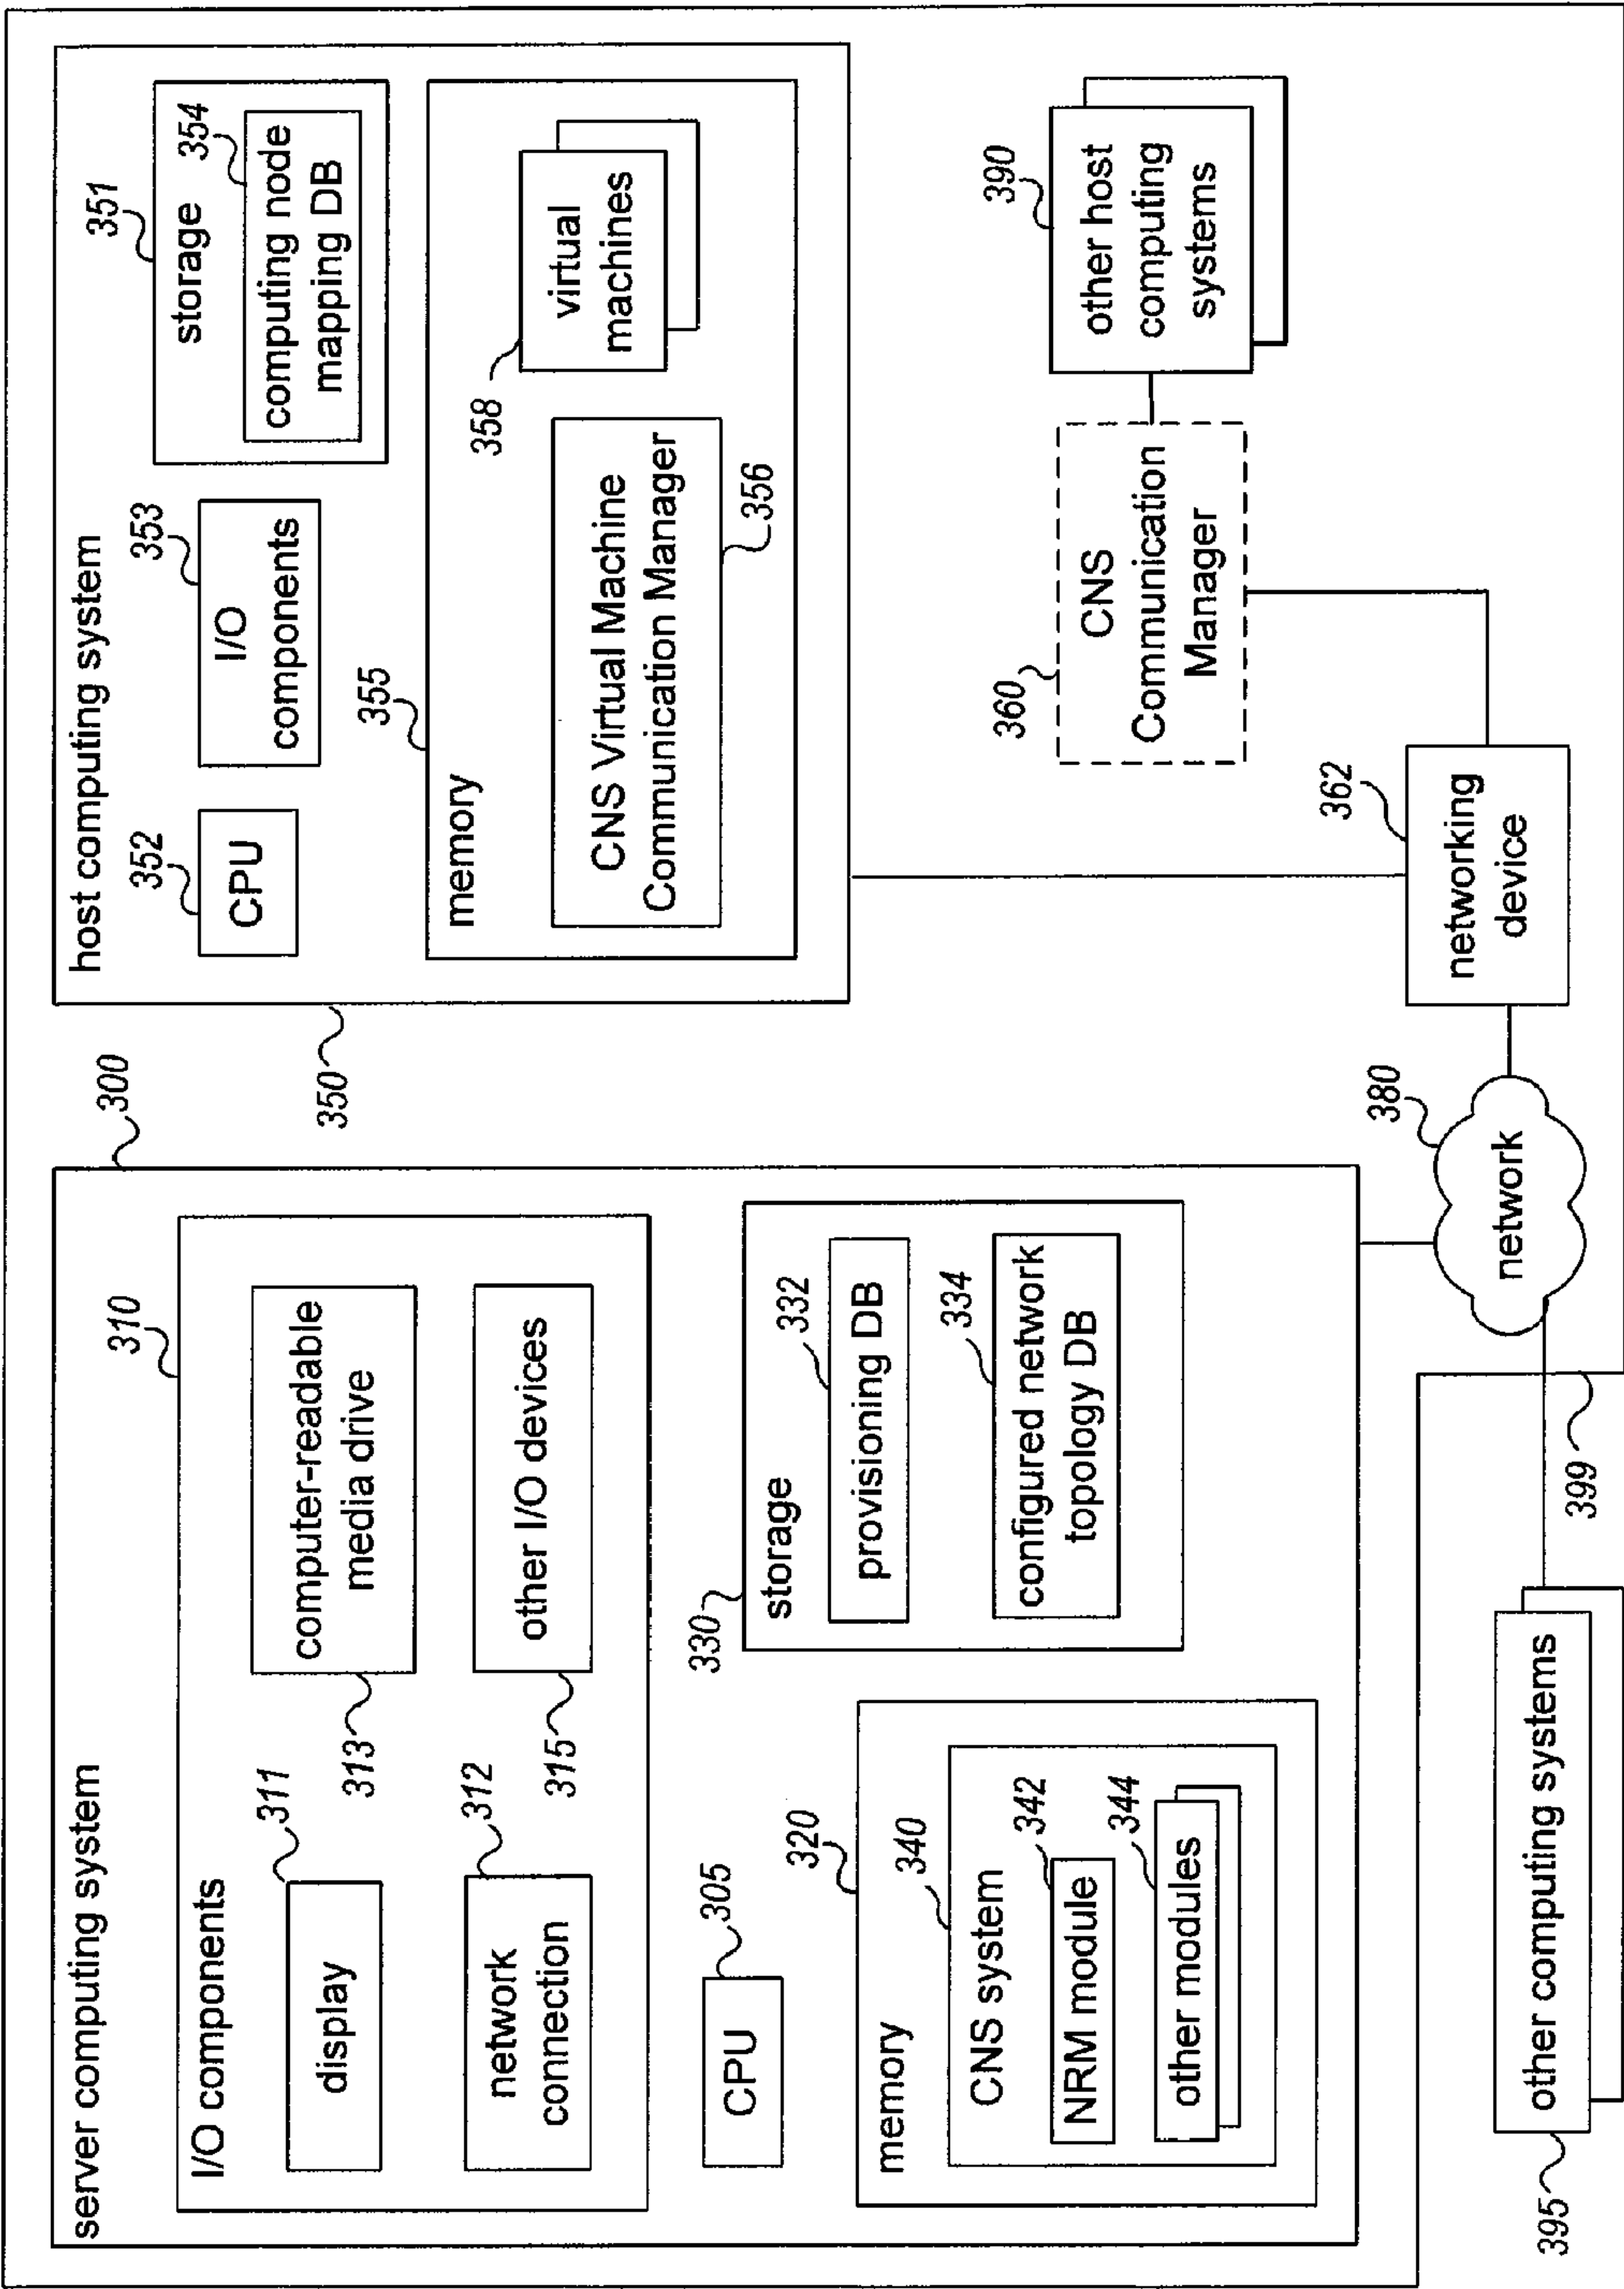 server computing system
300
I/O components
310
311
display
computer-readable
media drive
313
312
network
connection
other I/O devices
315
305
CPU
320
memory
340
CNS system
342
NRM module
344
other modules
330
storage
332
provisioning DB
334
configured network
topology DB
350
host computing system
352
CPU
353
I/O
components
351
storage
354
computing node
mapping DB
355
memory
CNS Virtual Machine
Communication Manager
356
358
virtual
machines
360
CNS
Communication
Manager
390
other host
computing
systems
362
networking
device
380
network
399
395
other computing systems